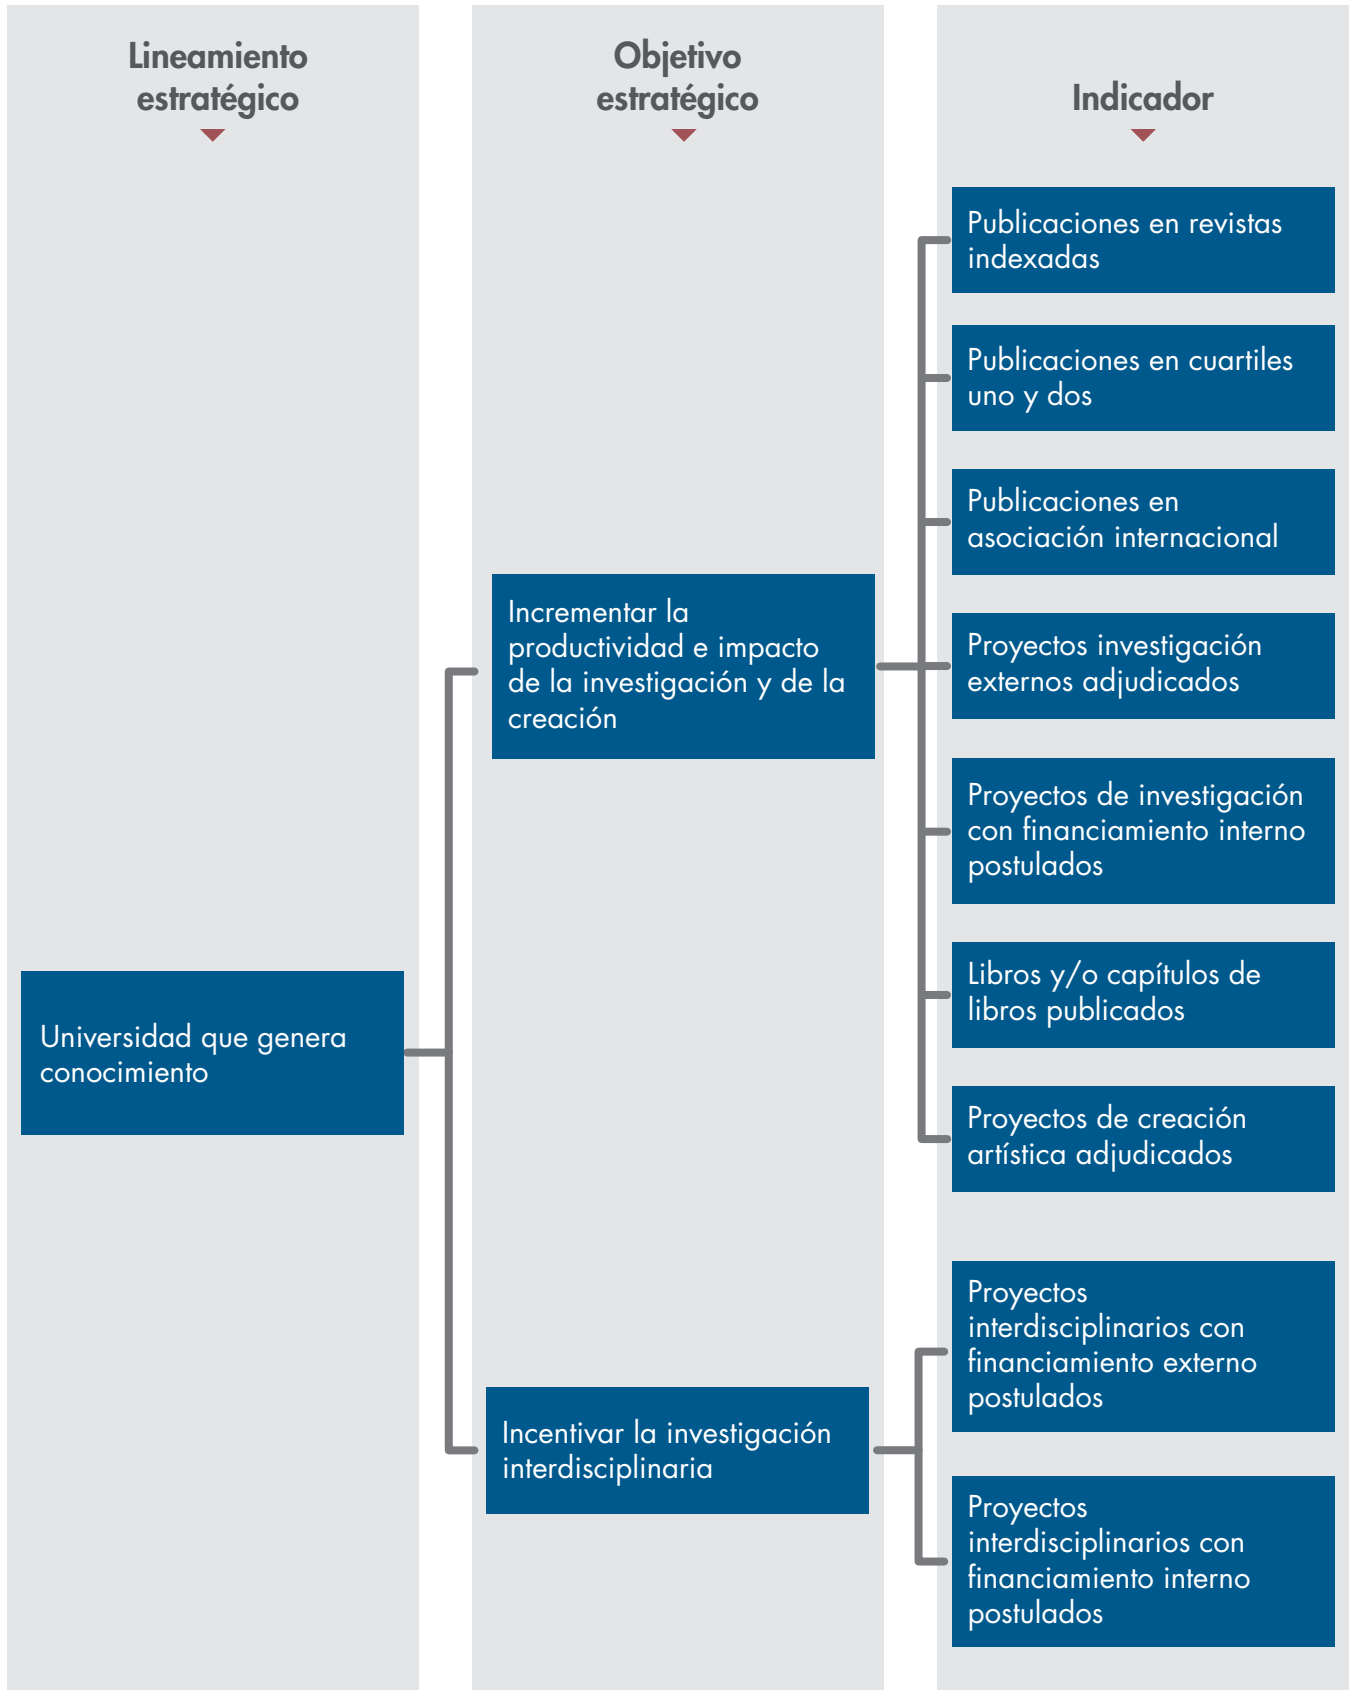 Lineamiento
estratégico
Objetivo
estratégico
Indicador
Universidad que genera
conocimiento
Incrementar la
productividad e impacto
de la investigación y de la
creación
Publicaciones en revistas
indexadas
Publicaciones en cuartiles
uno y dos
Publicaciones en
asociación internacional
Proyectos investigación
externos adjudicados
Proyectos de investigación
con financiamiento interno
postulados
Libros y/o capítulos de
libros publicados
Proyectos de creación
artística adjudicados
Incentivar la investigación
interdisciplinaria
Proyectos
interdisciplinarios con
financiamiento externo
postulados
Proyectos
interdisciplinarios con
financiamiento interno
postulados